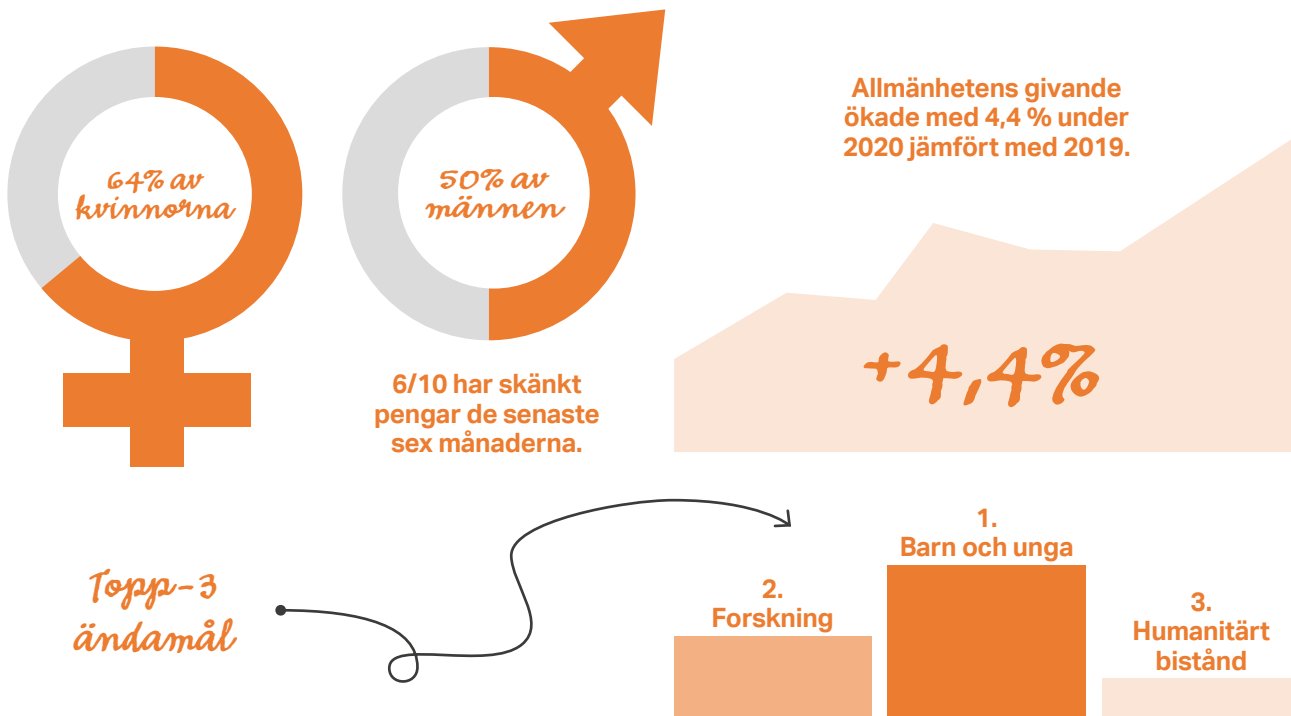 64% av
kvinnorna
50% av
männen
6/10 har skänkt
pengar de senaste
sex månaderna.
Allmänhetens givande
ökade med 4,4 % under
2020 jämfört med 2019.
+4,4%
Topp-3
ändamål
2.
Forskning
1.
Barn och unga
3.
Humanitärt
bistånd